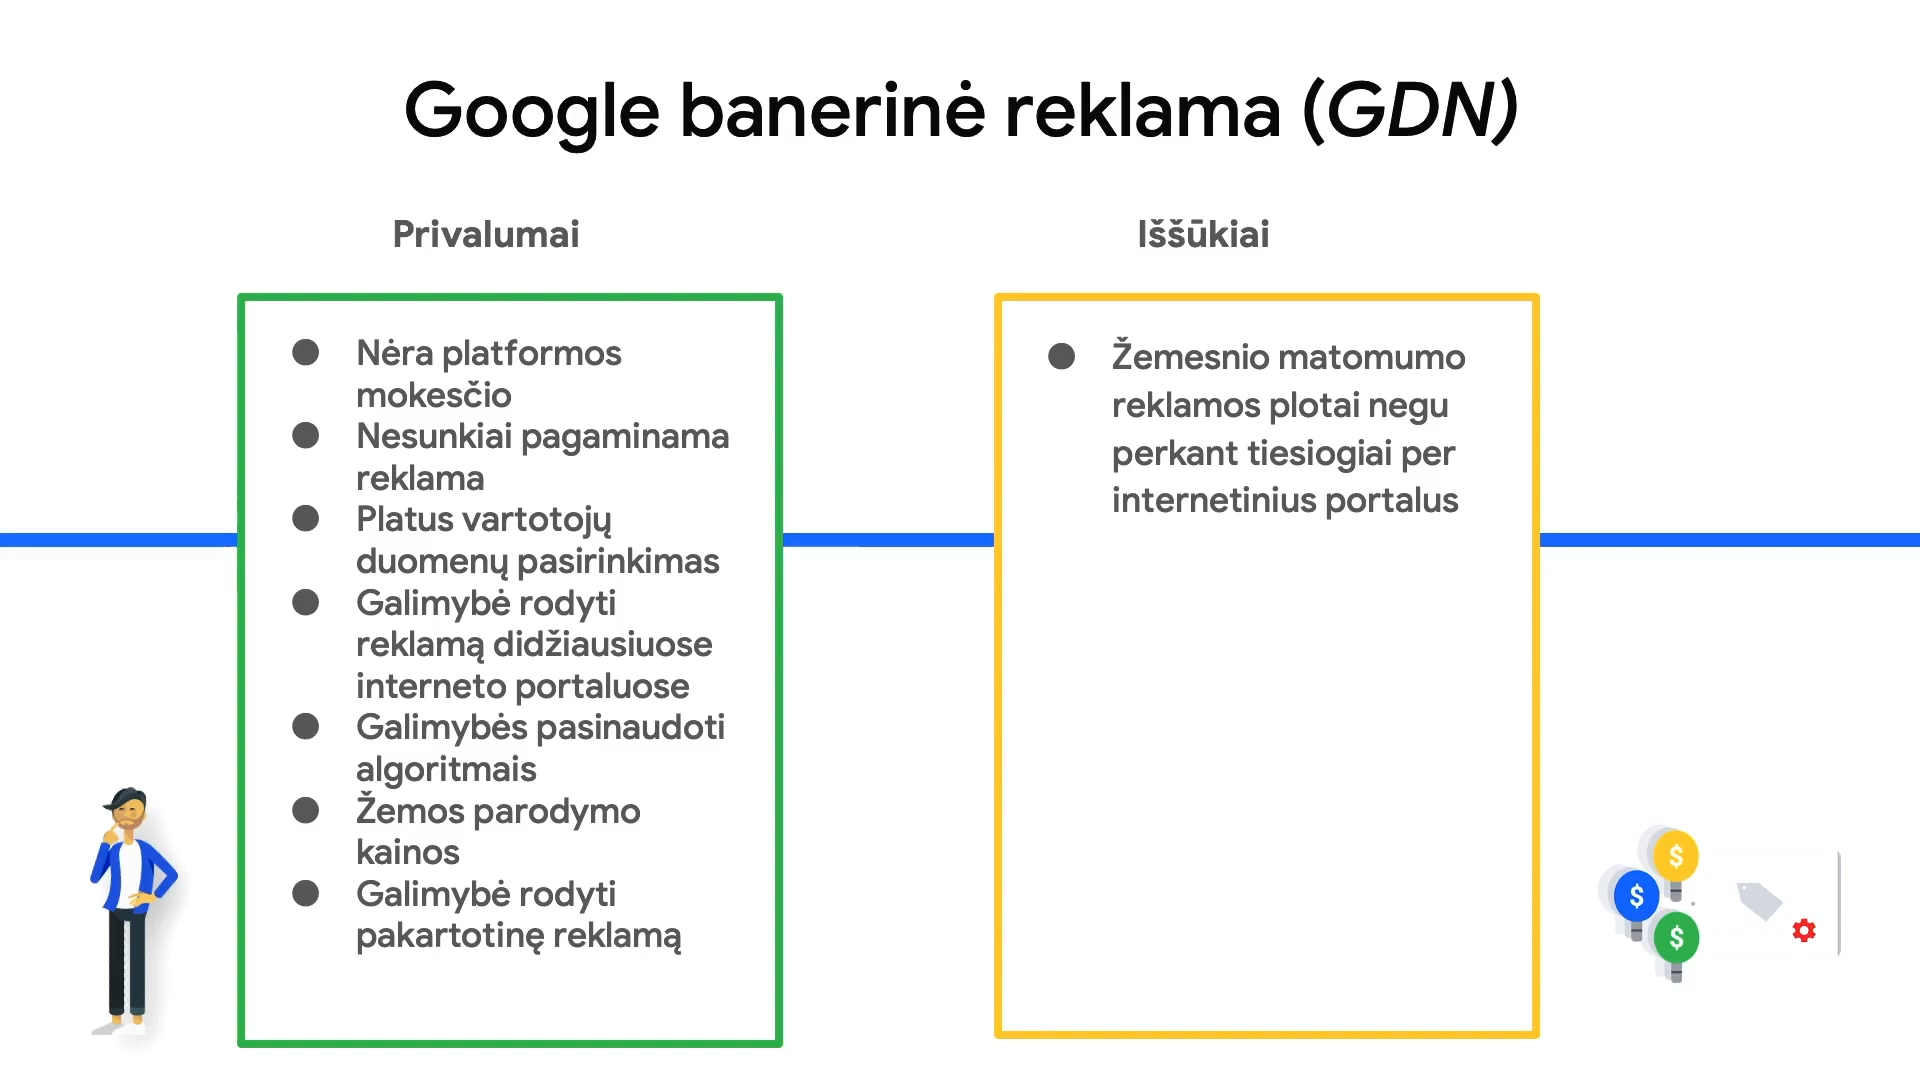 Google banerinė reklama (GDN)
Privalumai
Iššūkiai
● Nėra platformos
mokesčio
● Nesunkiai pagaminama
reklama
● Platus vartotojų
duomenų pasirinkimas
● Galimybė rodyti
reklamą didžiausiuose
interneto portaluose
● Galimybės pasinaudoti
algoritmais
● Žemos parodymo
kainos
● Galimybė rodyti
pakartotinę reklamą
● Žemesnio matomumo
reklamos plotai negu
perkant tiesiogiai per
internetinius portalus
$
$
$